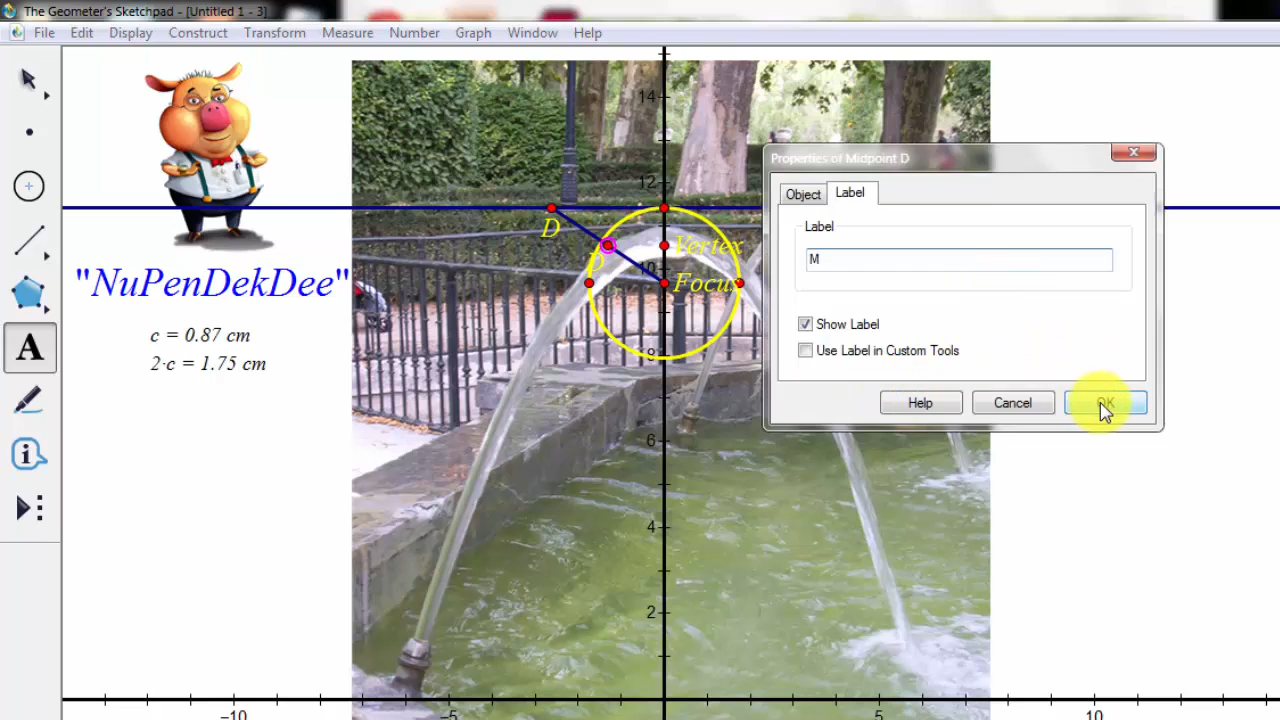 The Geometer's Sketchpad - [Untitled 1 - 3]
File Edit Display Construct Transform Measure Number Graph Window Help
14
12
10
8
6
4
2
-10
-5
5
10
"NuPenDekDee"
c = 0.87 cm
2·c = 1.75 cm
D
D
Vertex
Focus
A
Properties of Midpoint D
Object Label
Label
M
Show Label
Use Label in Custom Tools
Help Cancel OK